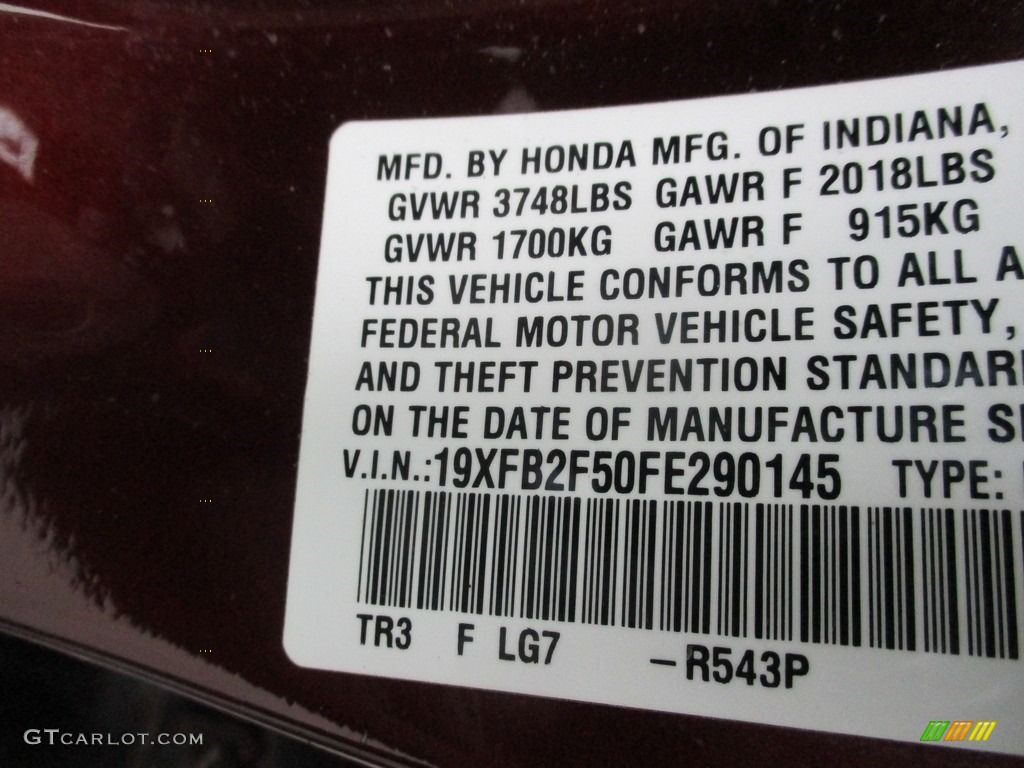 MFD. BY HONDA MFG. OF INDIANA,
GVWR 3748LBS GAWR F 2018LBS
GVWR 1700KG GAWR F 915KG
THIS VEHICLE CONFORMS TO ALL A
FEDERAL MOTOR VEHICLE SAFETY,
AND THEFT PREVENTION STANDAR
ON THE DATE OF MANUFACTURE S
V.I.N.:19XFB2F50FE290145 TYPE:
TR3 F LG7 -R543P
GTCARLOT.COM